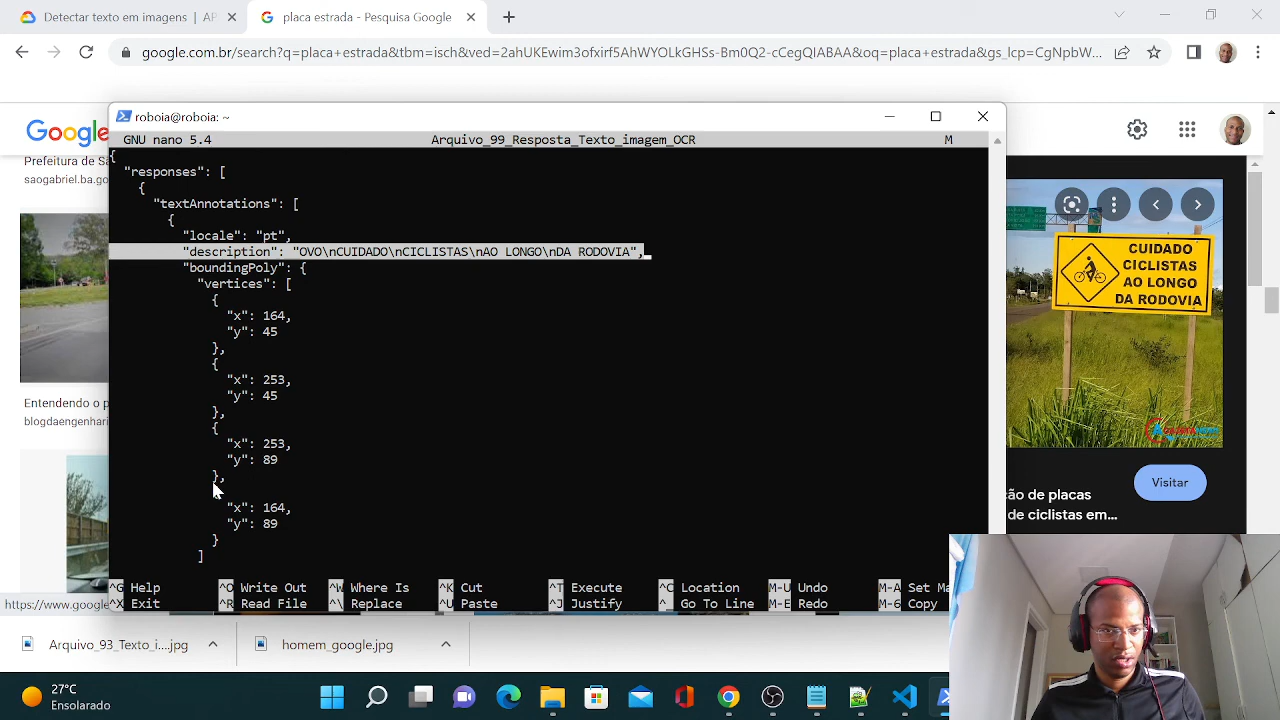 Detectar texto em imagens | AP
placa estrada - Pesquisa Google
google.com.br/search?q=placa+estrada&tbm=isch&ved=2ahUKEwim3ofxirf5AhWYOLkGHSs-Bm0Q2-cCegQIABAA&oq=placa+estrada&gs_lcp=CgNpbW...
Google
Prefeitura de Sa
saogabriel.ba.go
Entendendo o p
blogdaengenhari
roboia@roboia: ~
GNU nano 5.4 Arquivo_99_Resposta_Texto_imagem_OCR M
{
"responses": [
{
"textAnnotations": [
{
"locale": "pt",
"description": "OVO\nCUIDADO\nCICLISTAS\nAO LONGO\nDA RODOVIA",
"boundingPoly": {
"vertices": [
{
"x": 164,
"y": 45
},
{
"x": 253,
"y": 45
},
{
"x": 253,
"y": 89
},
"x": 164,
"y": 89
}
]
^G Help ^O Write Out ^W Where Is ^K Cut ^T Execute ^C Location M-U Undo M-A Set Ma
^X Exit ^R Read File ^\ Replace ^U Paste ^J Justify ^_ Go To Line M-E Redo M-6 Copy
CUIDADO
CICLISTAS
AO LONGO
DA RODOVIA
ção de placas
de ciclistas em...
Visitar
https://www.google
Arquivo_93_Texto_i....jpg
homem_google.jpg
27°C
Ensolarado